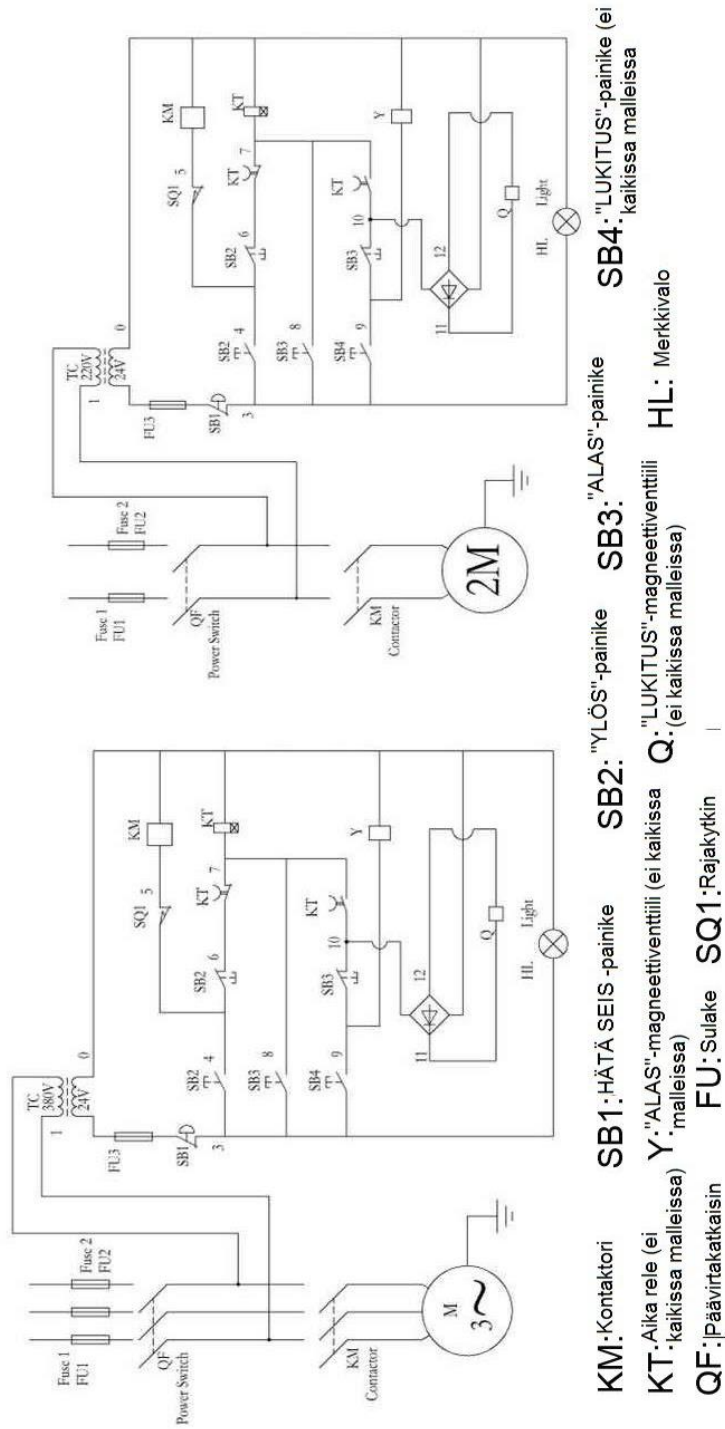 Fuse 1
FU1
Fuse 2
FU2
QF
Power Switch
KM
Contactor
M
3~
TC
380V
24V
1
0
FU3
SB1
3
SQ1
5
KM
SB2
4
SB2
6
KT
7
KT
SB3
8
SB4
9
SB3
10
KT
Y
11
12
Q
HL
Light
Fuse 1
FU1
Fuse 2
FU2
QF
Power Switch
KM
Contactor
2M
TC
220V
24V
1
0
FU3
SB1
3
SQ1
5
KM
SB2
4
SB2
6
KT
7
KT
SB3
8
SB4
9
SB3
10
KT
Y
11
12
Q
HL
Light
KM: Kontaktori
SB1: HÄTÄ SEIS -painike
SB2: "YLÖS"-painike
SB3: "ALAS"-painike
SB4: "LUKITUS"-painike (ei
kaikissa malleissa
KT: Aika rele (ei
kaikissa malleissa)
Y: "ALAS"-magneettiventtiili (ei kaikissa
malleissa)
Q: "LUKITUS"-magneettiventtiili
(ei kaikissa malleissa)
HL: Merkkivalo
QF: Päävirtakatkaisin
FU: Sulake
SQ1: Rajakytkin